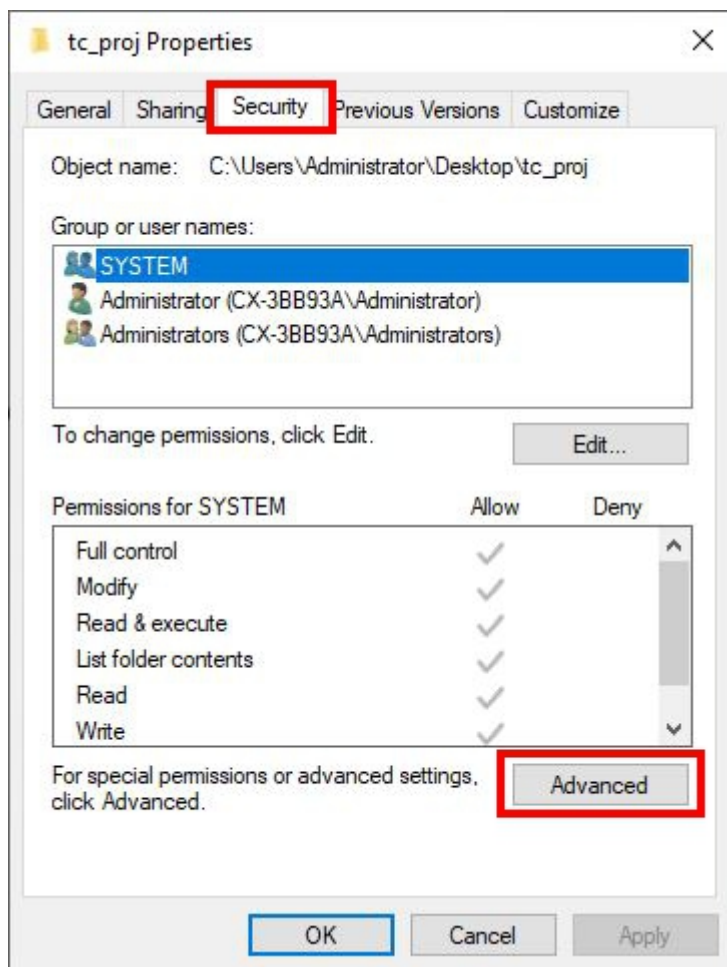 tc_proj Properties
General Sharing Security Previous Versions Customize
Object name: C:\Users\Administrator\Desktop\tc_proj
Group or user names:
SYSTEM
Administrator (CX-3BB93A\Administrator)
Administrators (CX-3BB93A\Administrators)
To change permissions, click Edit.
Edit...
Permissions for SYSTEM Allow Deny
Full control
Modify
Read & execute
List folder contents
Read
Write
For special permissions or advanced settings,
click Advanced.
Advanced
OK Cancel Apply